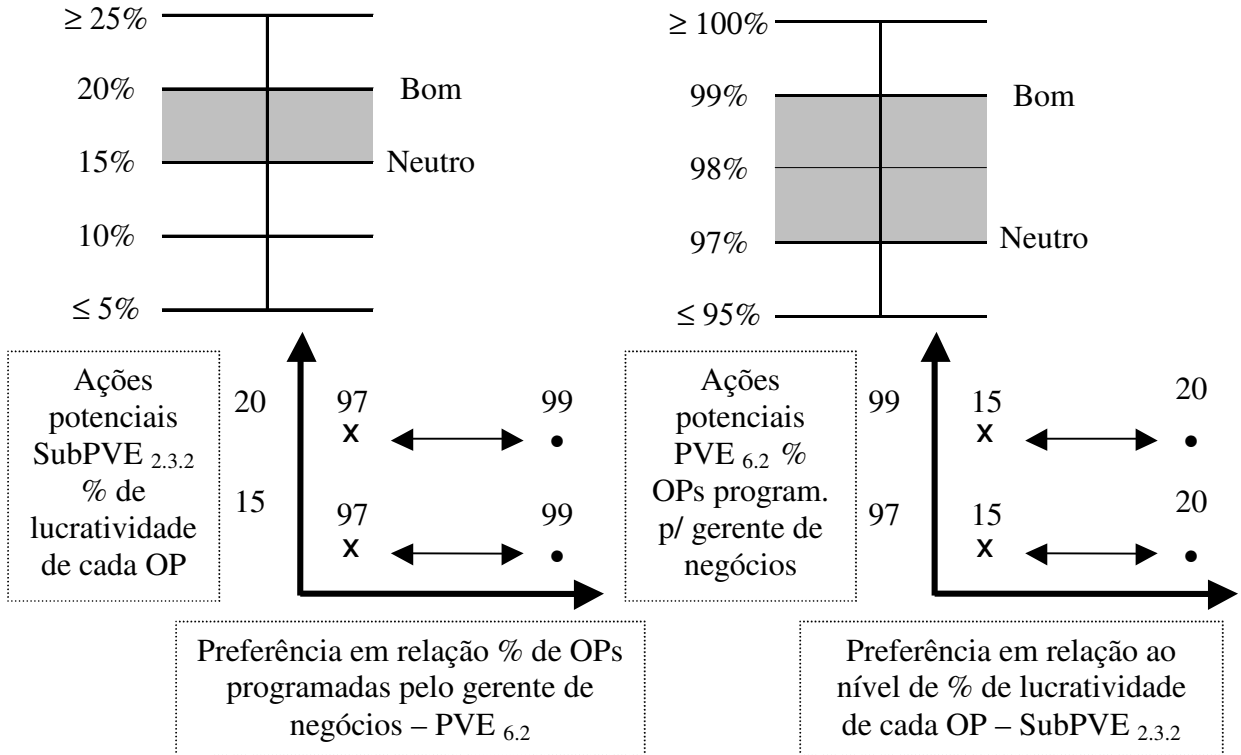 ≥ 25%
20%
Bom
15%
Neutro
10%
≤ 5%
≥ 100%
99%
Bom
98%
97%
Neutro
≤ 95%
Ações
potenciais
SubPVE 2.3.2
% de
lucratividade
de cada OP
20
97
99
x
15
97
99
x
Preferência em relação % de OPs
programadas pelo gerente de
negócios – PVE 6.2
Ações
potenciais
PVE 6.2 %
OPs program.
p/ gerente de
negócios
99
15
20
x
97
15
20
x
Preferência em relação ao
nível de % de lucratividade
de cada OP – SubPVE 2.3.2